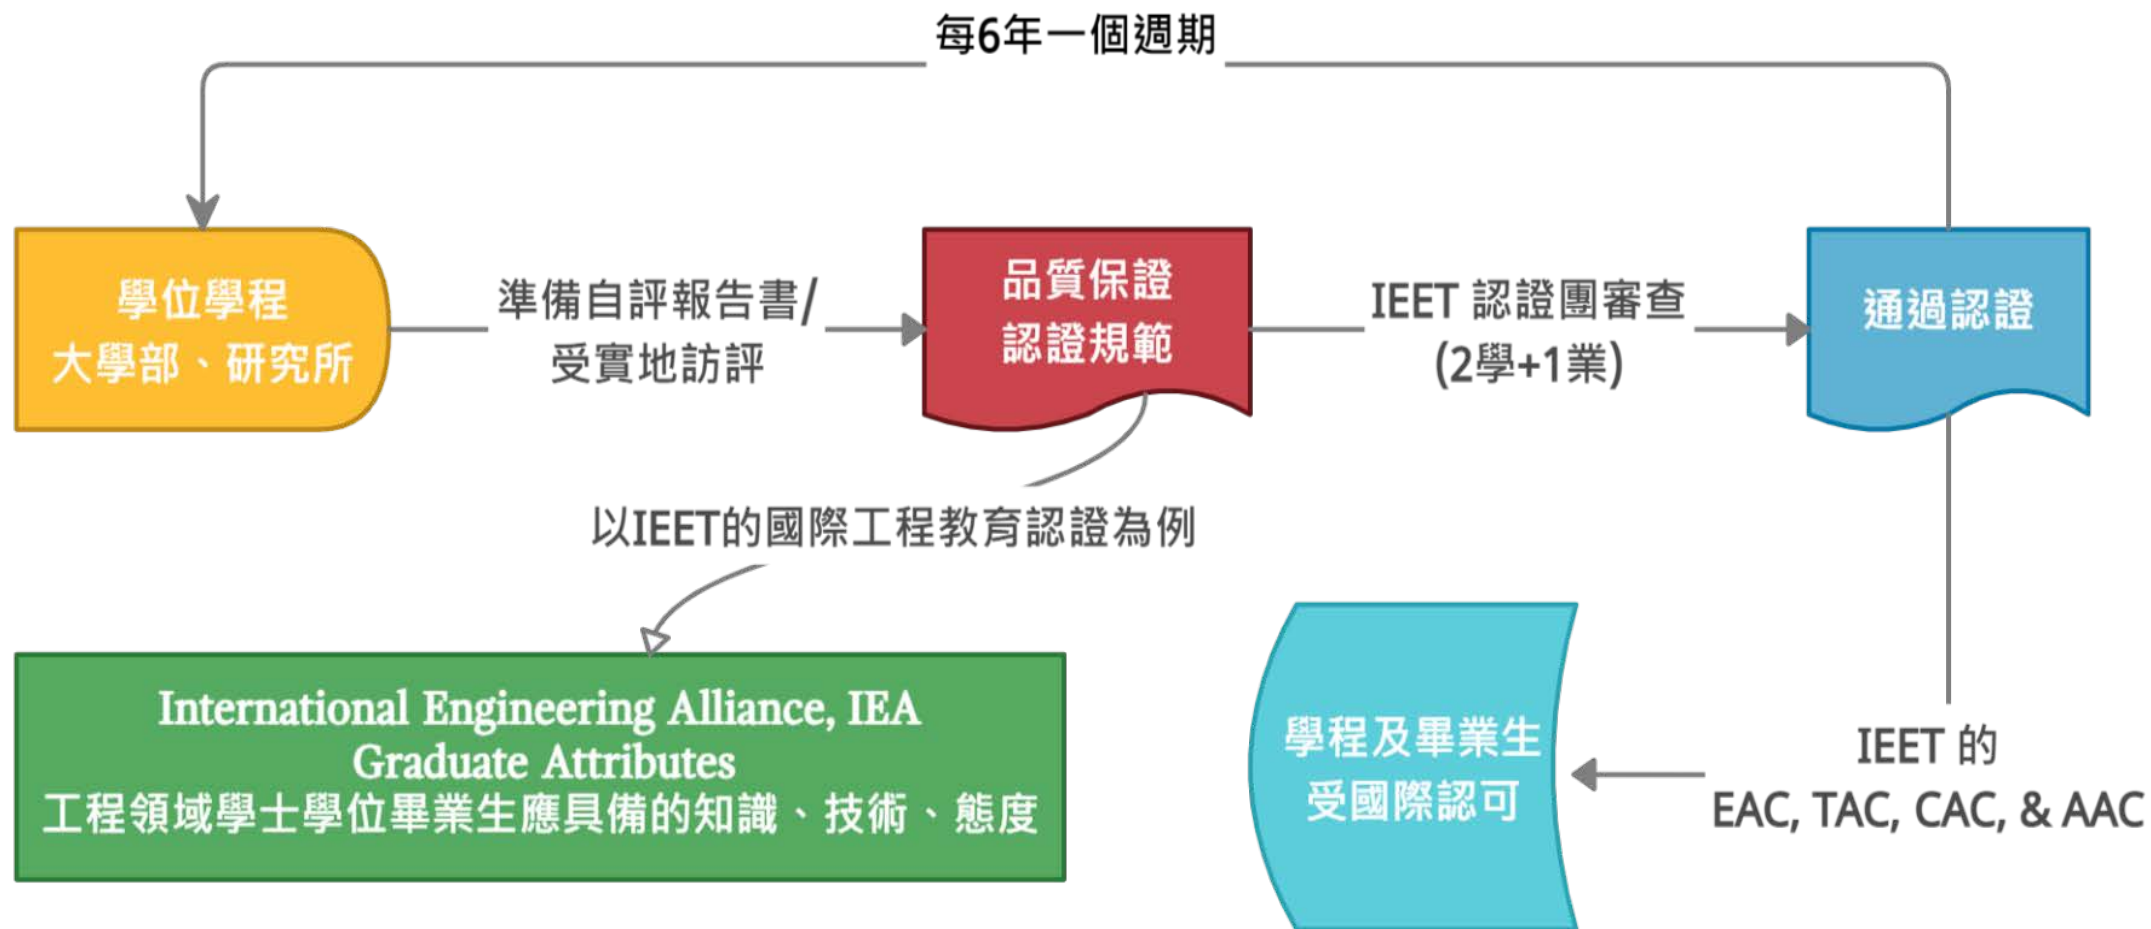 每6年一個週期
學位學程
大學部、研究所
準備自評報告書/
受實地訪評
品質保證
認證規範
IEET 認證團審查
(2學+1業)
通過認證
以IEET的國際工程教育認證為例
International Engineering Alliance, IEA
Graduate Attributes
工程領域學士學位畢業生應具備的知識、技術、態度
學程及畢業生
受國際認可
IEET 的
EAC, TAC, CAC, & AAC